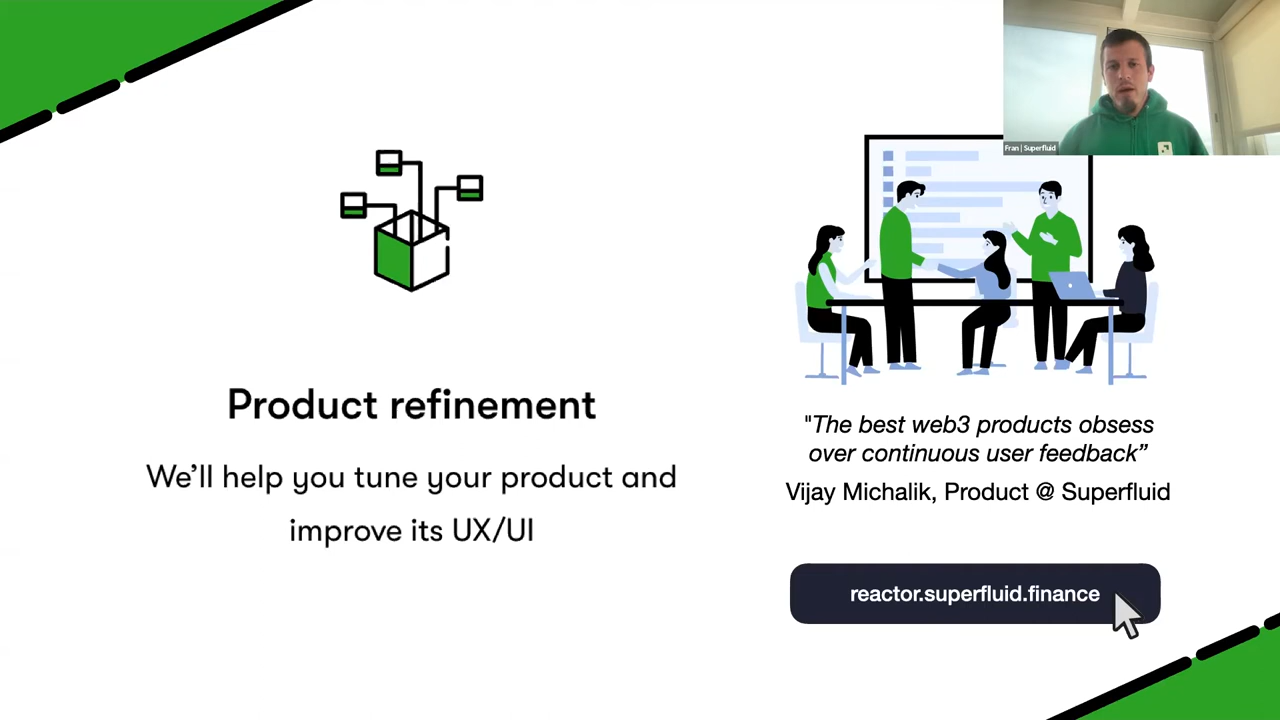 Fran | Superfluid
Product refinement
We'll help you tune your product and
improve its UX/UI
"The best web3 products obsess
over continuous user feedback”
Vijay Michalik, Product @ Superfluid
reactor.superfluid.finance